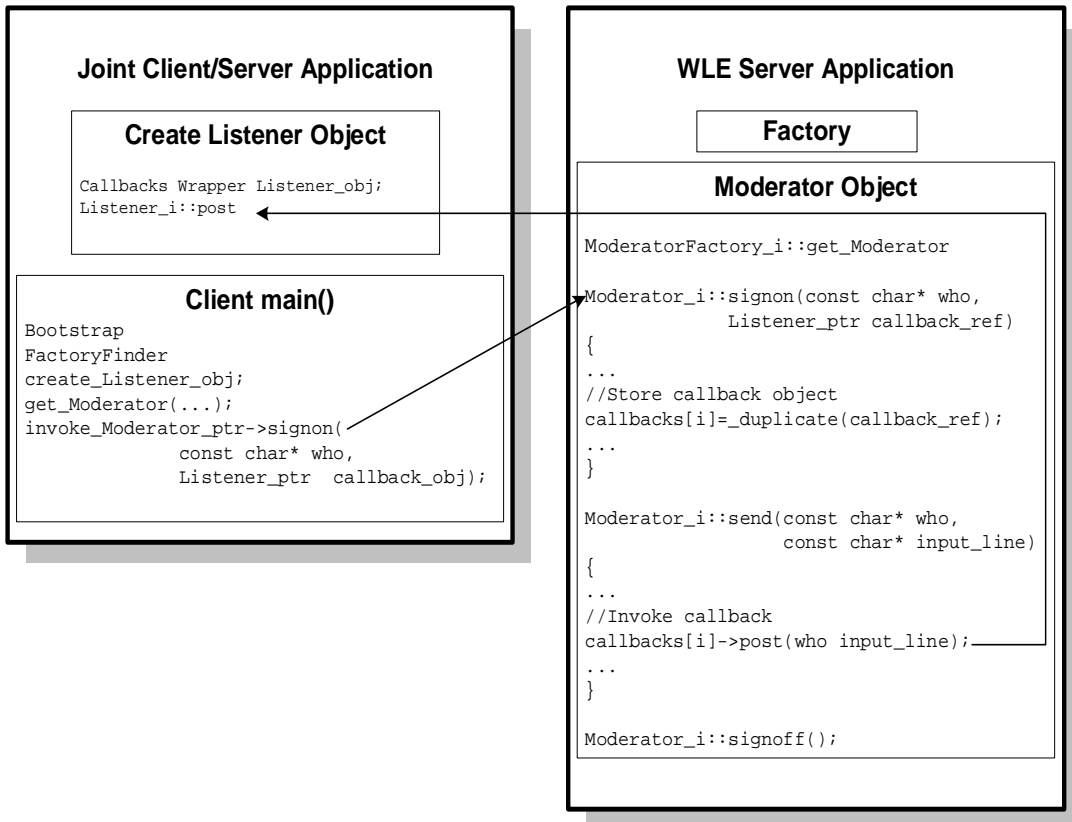 Joint Client/Server Application
Create Listener Object
Callbacks Wrapper Listener_obj;
Listener_i::post
Client main()
Bootstrap
FactoryFinder
create_Listener_obj;
get_Moderator(...);
invoke_Moderator_ptr->signon(
const char* who,
Listener_ptr  callback_obj);
WLE Server Application
Factory
Moderator Object
ModeratorFactory_i::get_Moderator
Moderator_i::signon(const char* who,
Listener_ptr callback_ref)
{
...
//Store callback object
callbacks[i]=_duplicate(callback_ref);
...
}
Moderator_i::send(const char* who,
const char* input_line)
{
...
//Invoke callback
callbacks[i]->post(who input_line);
...
}
Moderator_i::signoff();